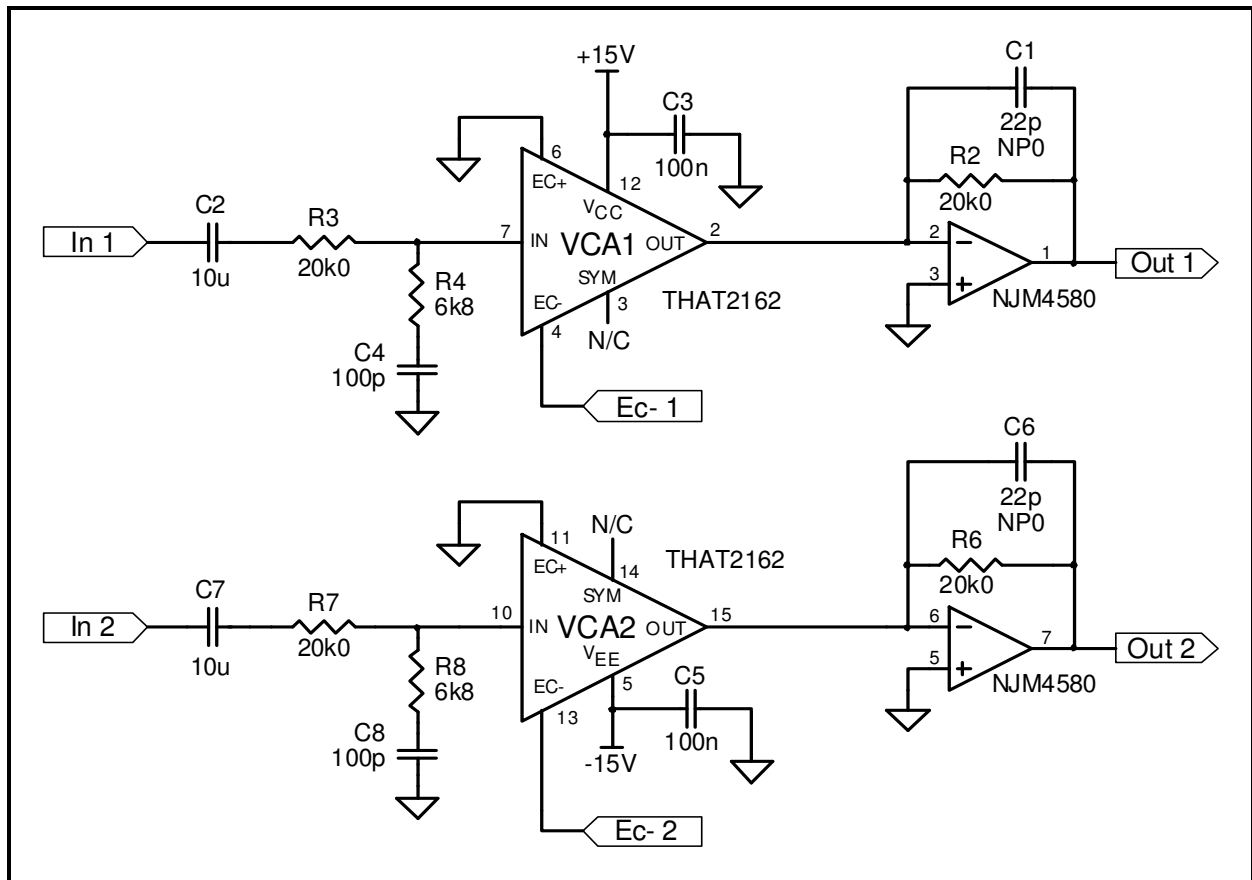 +15V
C1
22p
NP0
C3
100n
6
EC+
12
VCC
R2
20k0
C2
10u
In 1
R3
20k0
7
IN
VCA1
OUT
2
2
1
3
Out 1
NJM4580
SYM
3
N/C
THAT2162
R4
6k8
EC-
4
C4
100p
Ec- 1
C6
22p
NP0
N/C
11
EC+
14
SYM
THAT2162
R6
20k0
C7
10u
In 2
R7
20k0
10
IN
VCA2
OUT
15
6
7
5
Out 2
NJM4580
VEE
5
C5
100n
R8
6k8
EC-
13
C8
100p
-15V
Ec- 2